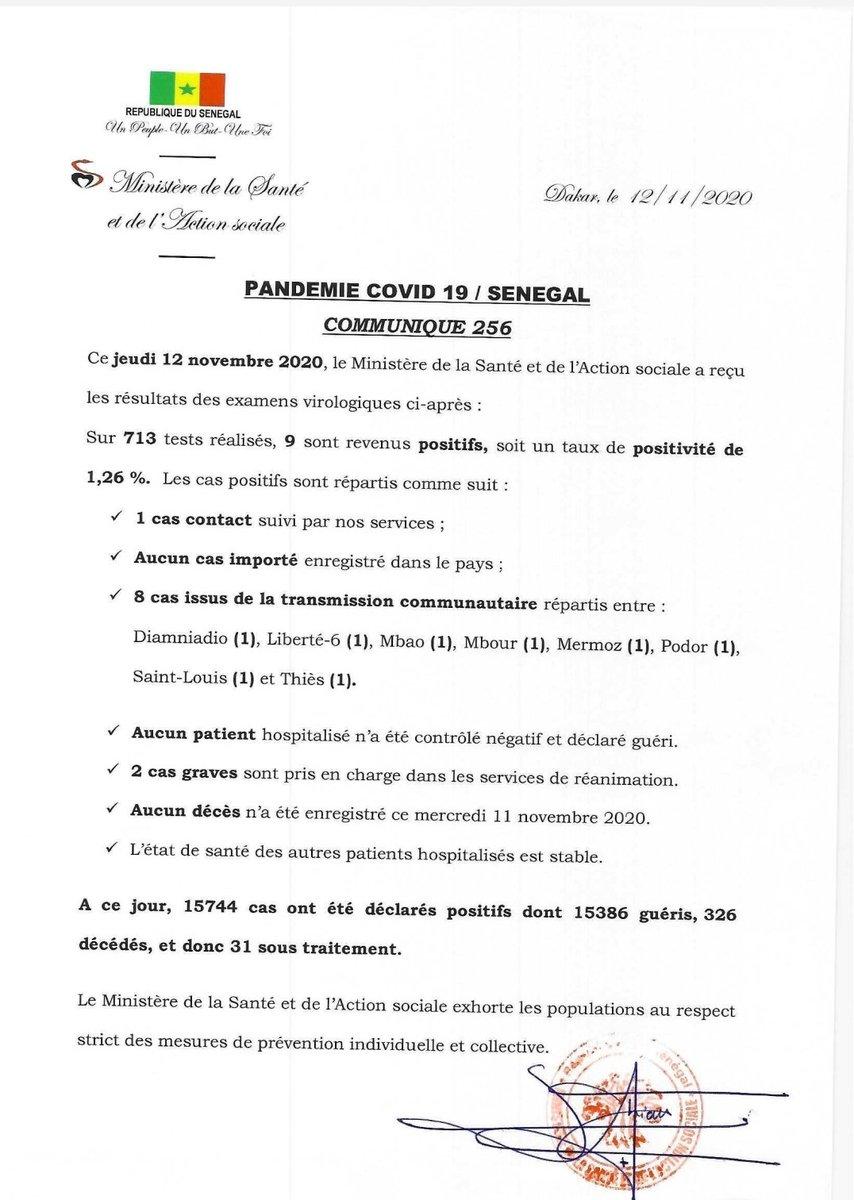 REPUBLIQUE DU SENEGAL
Un Peuple-Un But-Une Foi
Ministère de la Santé
et de l'Action sociale
Dakar, le 12/11/2020
PANDEMIE COVID 19 / SENEGAL
COMMUNIQUE 256
Ce jeudi 12 novembre 2020, le Ministère de la Santé et de l'Action sociale a reçu
les résultats des examens virologiques ci-après :
Sur 713 tests réalisés, 9 sont revenus positifs, soit un taux de positivité de
1,26 %. Les cas positifs sont répartis comme suit :
✓ 1 cas contact suivi par nos services ;
✓ Aucun cas importé enregistré dans le pays ;
✓ 8 cas issus de la transmission communautaire répartis entre :
Diamniadio (1), Liberté-6 (1), Mbao (1), Mbour (1), Mermoz (1), Podor (1),
Saint-Louis (1) et Thiès (1).
✓ Aucun patient hospitalisé n'a été contrôlé négatif et déclaré guéri.
✓ 2 cas graves sont pris en charge dans les services de réanimation.
✓ Aucun décès n'a été enregistré ce mercredi 11 novembre 2020.
✓ L'état de santé des autres patients hospitalisés est stable.
A ce jour, 15744 cas ont été déclarés positifs dont 15386 guéris, 326
décédés, et donc 31 sous traitement.
Le Ministère de la Santé et de l'Action sociale exhorte les populations au respect
strict des mesures de prévention individuelle et collective.